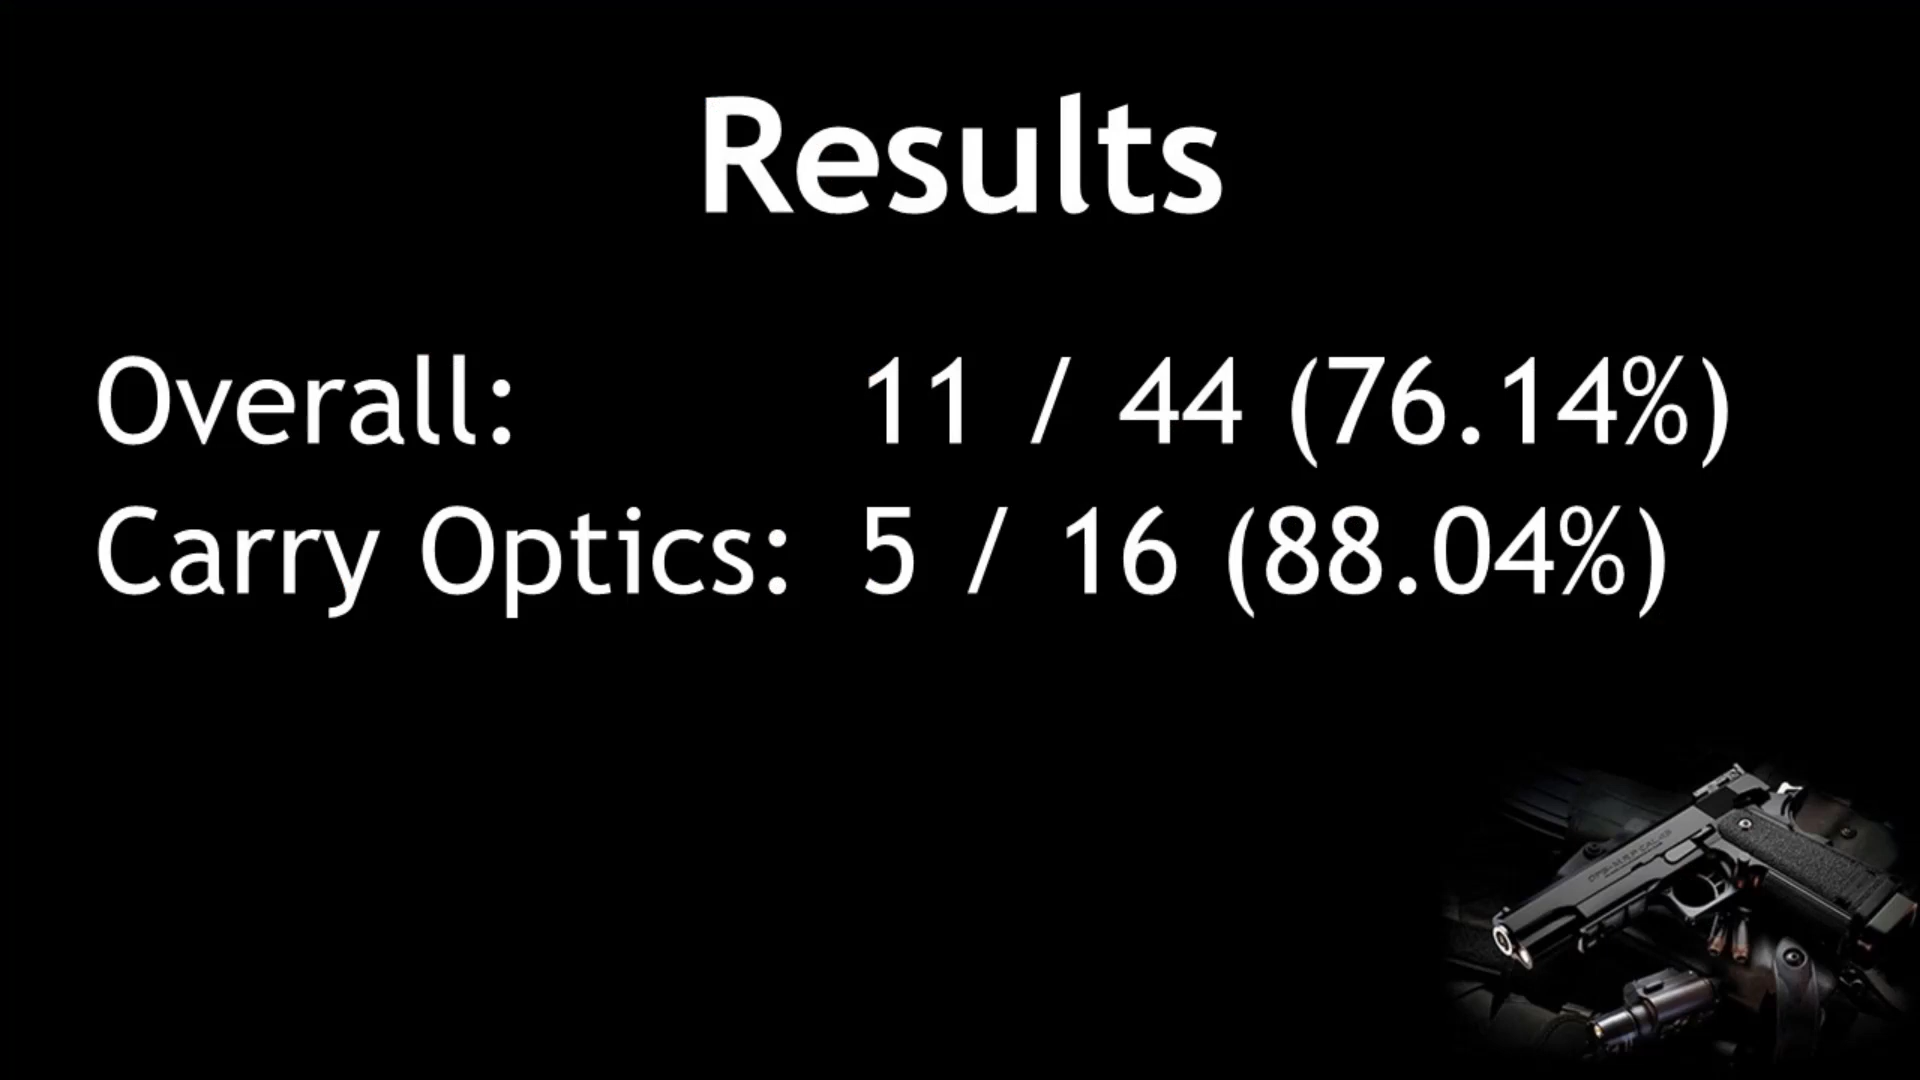 Results
Overall: 11 / 44 (76.14%)
Carry Optics: 5 / 16 (88.04%)